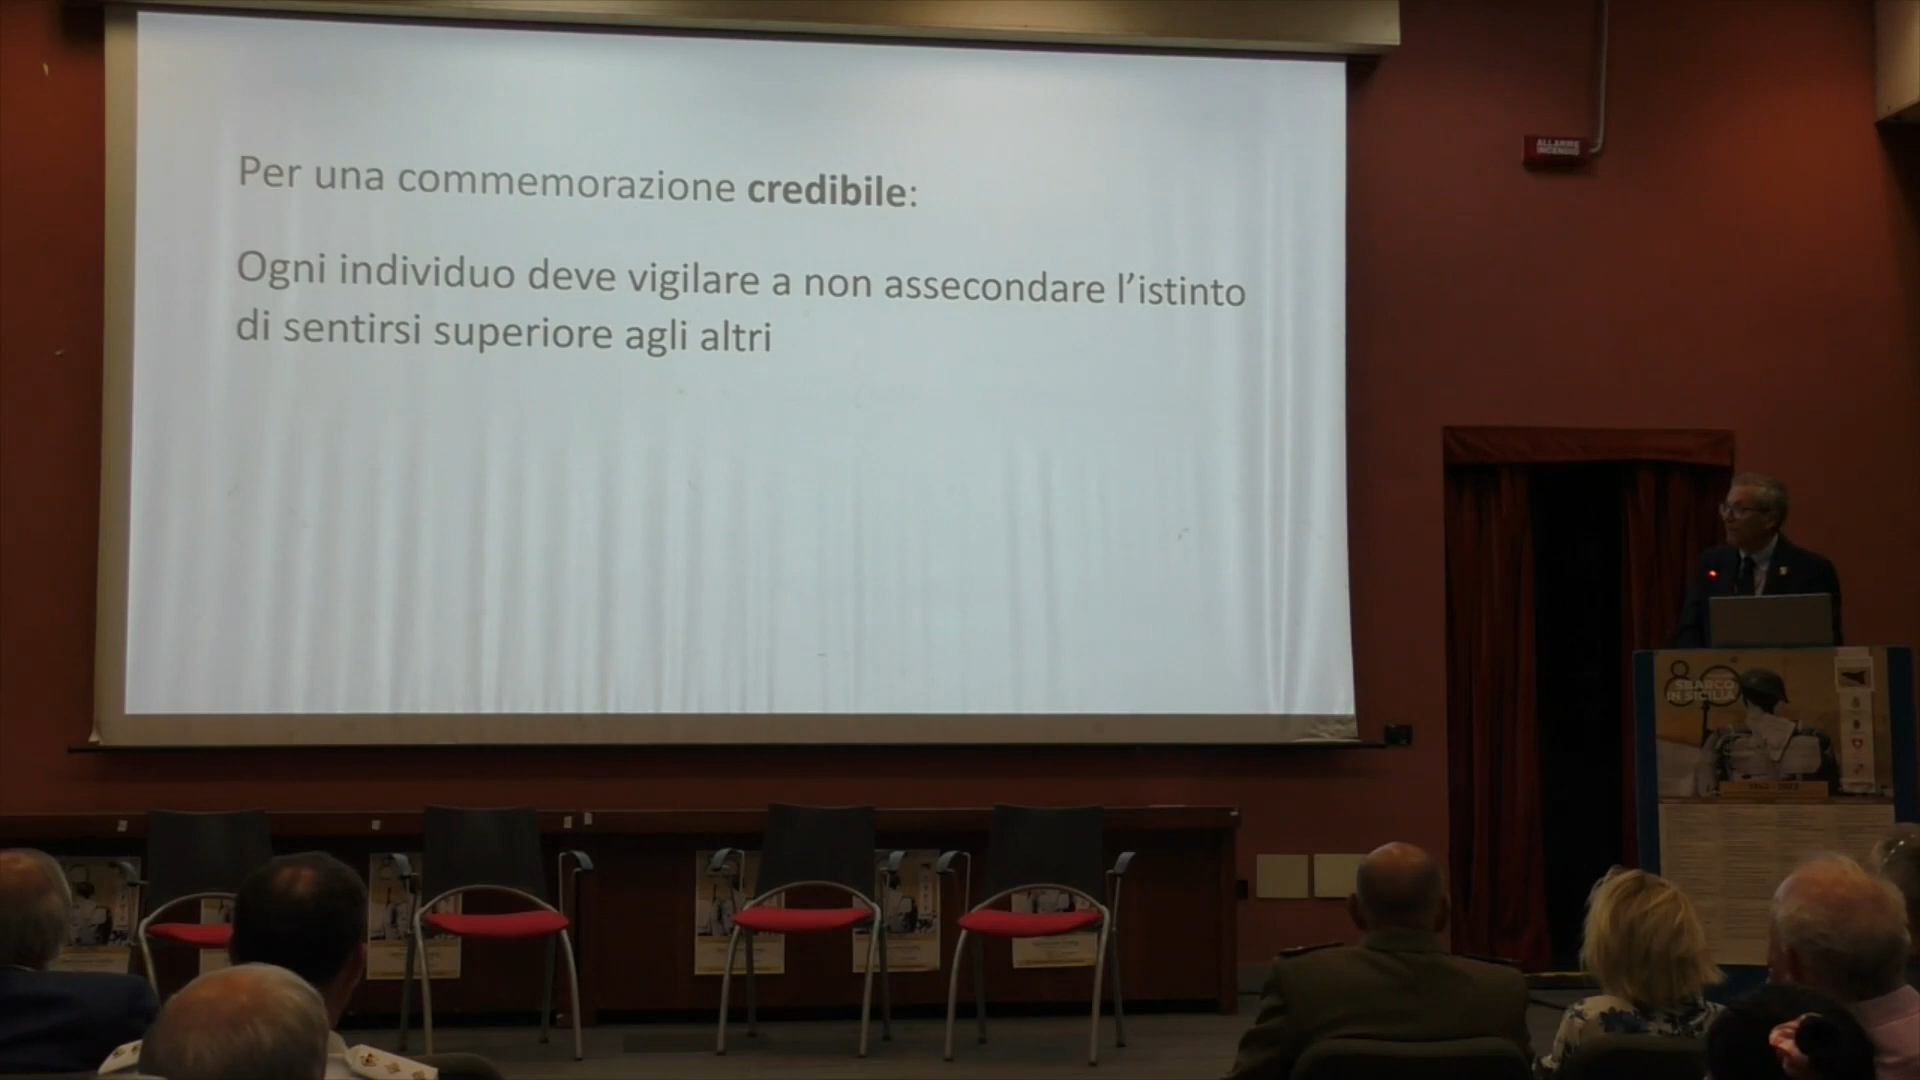 Per una commemorazione credibile:
Ogni individuo deve vigilare a non assecondare l’istinto
di sentirsi superiore agli altri
ALLARME
INCENDIO
80
SBARCO
IN SICILIA